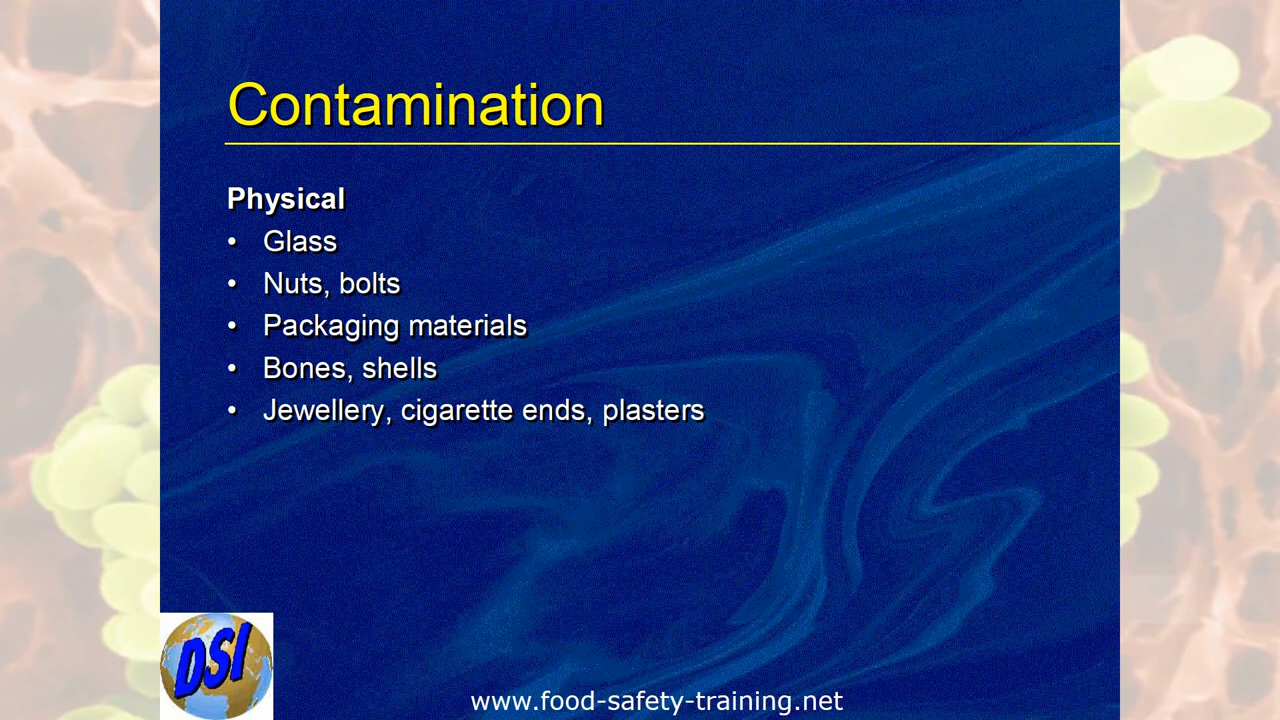 Contamination
Physical
• Glass
• Nuts, bolts
• Packaging materials
• Bones, shells
• Jewellery, cigarette ends, plasters
DSI
www.food-safety-training.net